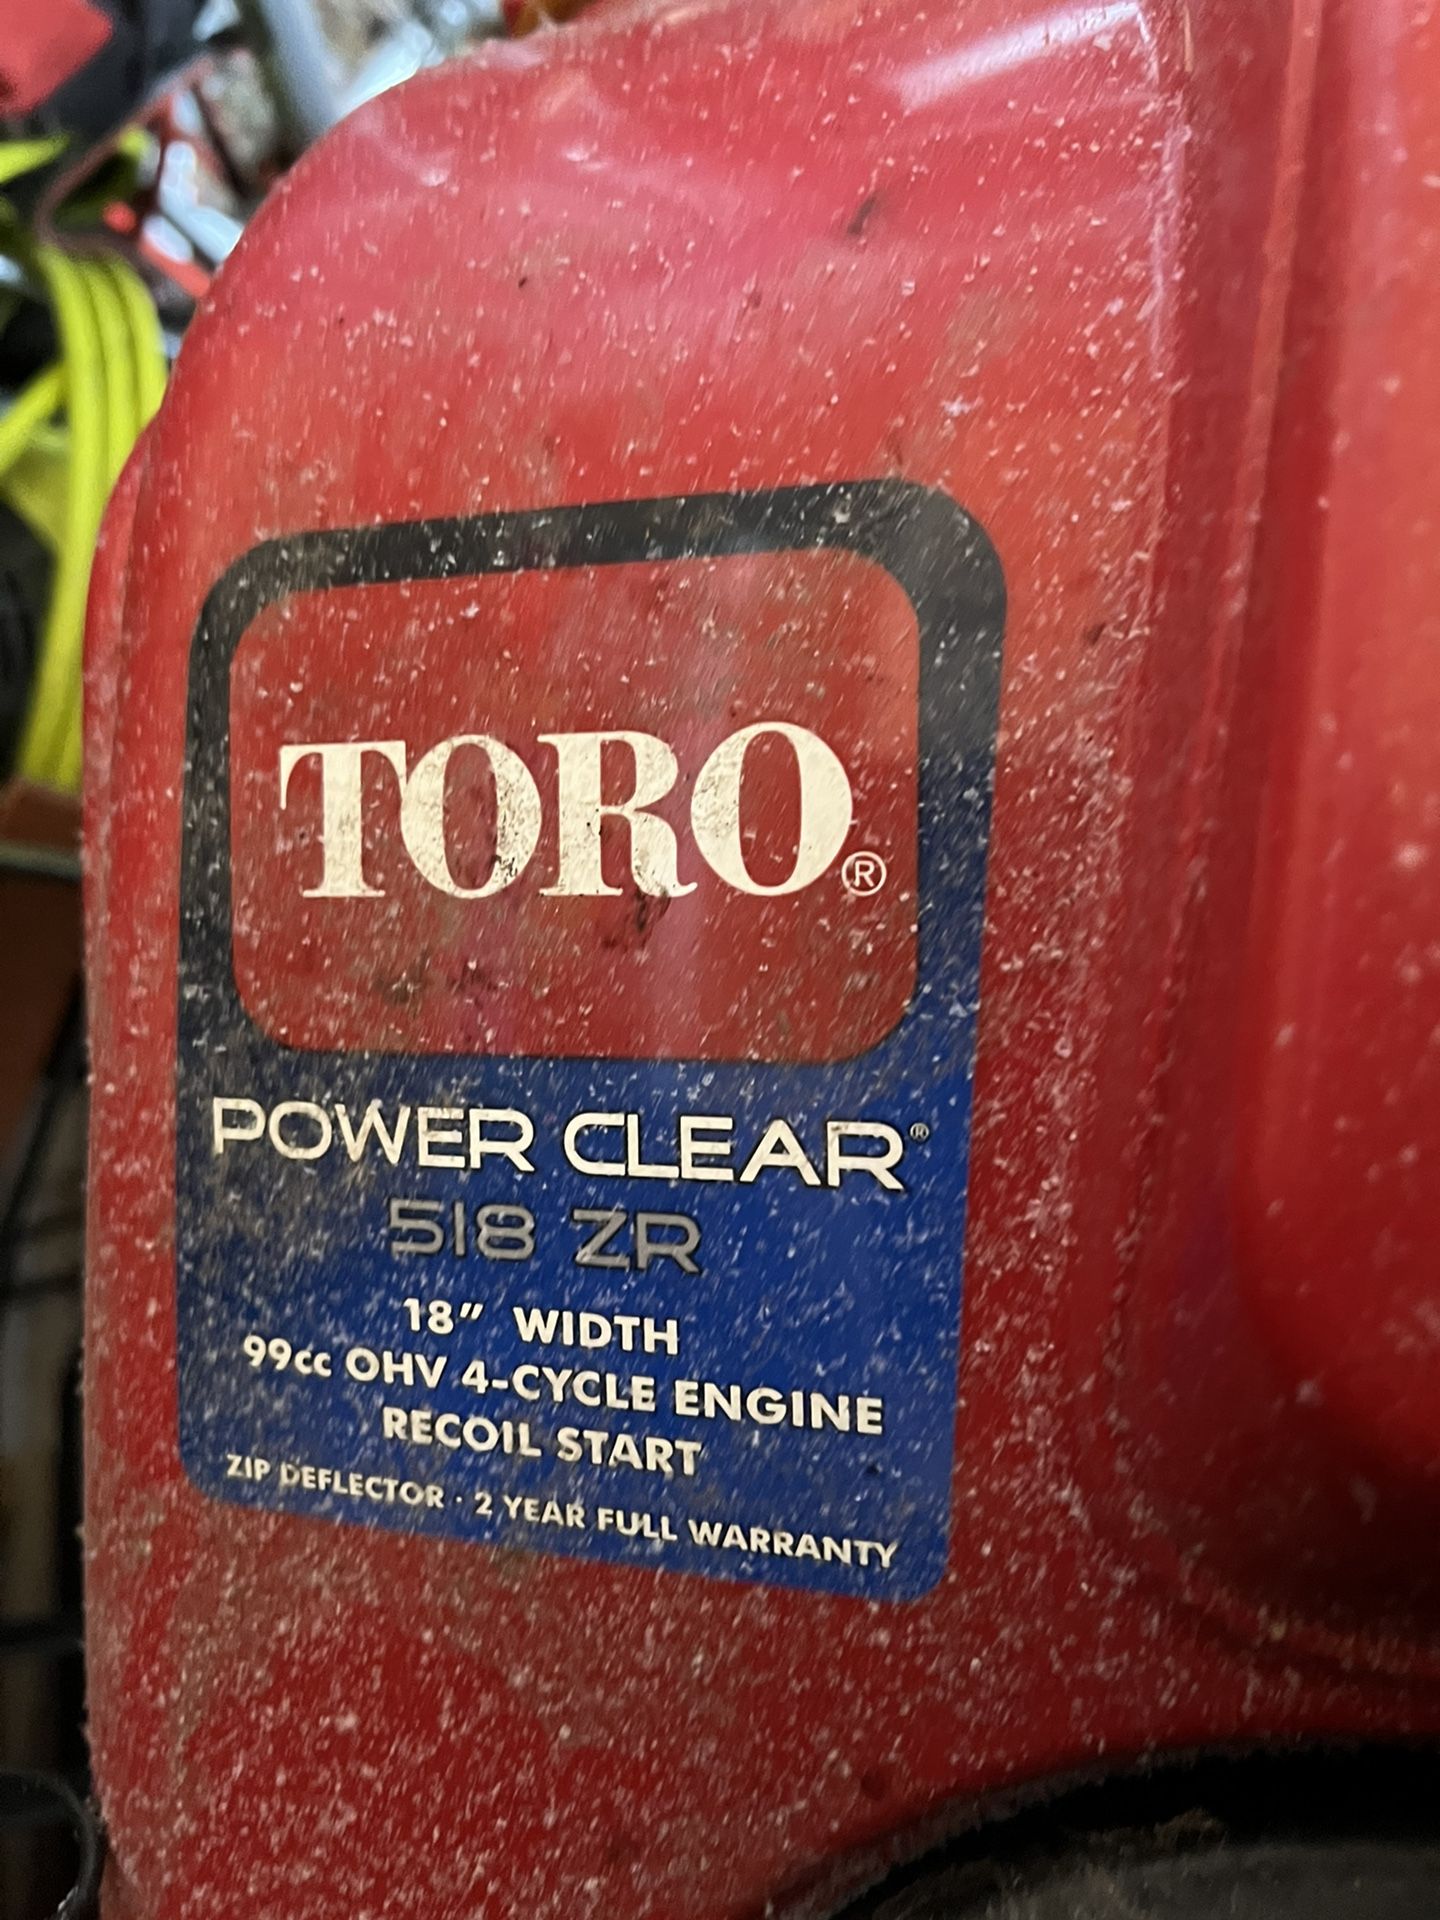 TORO®
POWER CLEAR®
518 ZR
18" WIDTH
99cc OHV 4-CYCLE ENGINE
RECOIL START
ZIP DEFLECTOR · 2 YEAR FULL WARRANTY